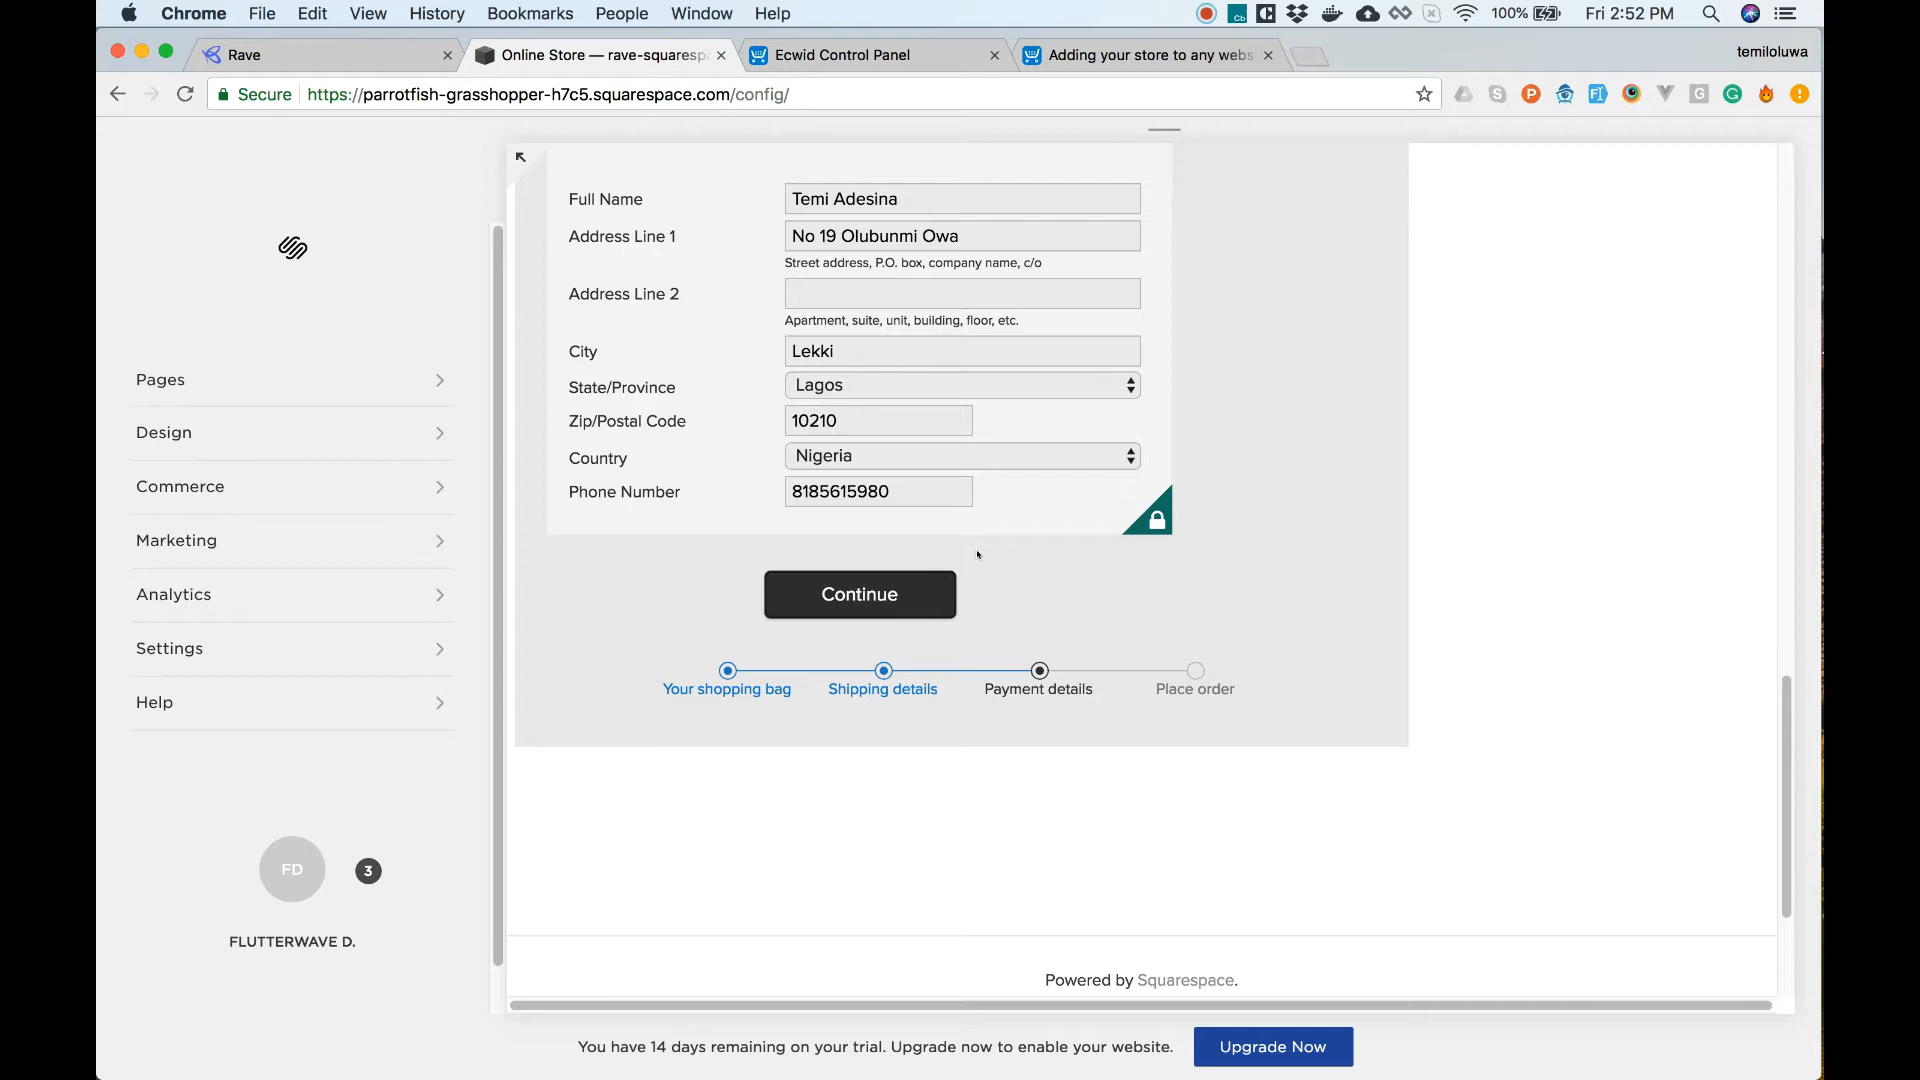 Chrome File Edit View History Bookmarks People Window Help 100% Fri 2:52 PM
Rave Online Store — rave-squaresp Ecwid Control Panel Adding your store to any webs temiloluwa
Secure https://parrotfish-grasshopper-h7c5.squarespace.com/config/
Full Name Temi Adesina
Address Line 1 No 19 Olubunmi Owa
Street address, P.O. box, company name, c/o
Address Line 2
Apartment, suite, unit, building, floor, etc.
City Lekki
State/Province Lagos
Zip/Postal Code 10210
Country Nigeria
Phone Number 8185615980
Continue
Your shopping bag Shipping details Payment details Place order
Pages
Design
Commerce
Marketing
Analytics
Settings
Help
FD 3
FLUTTERWAVE D.
Powered by Squarespace.
You have 14 days remaining on your trial. Upgrade now to enable your website. Upgrade Now